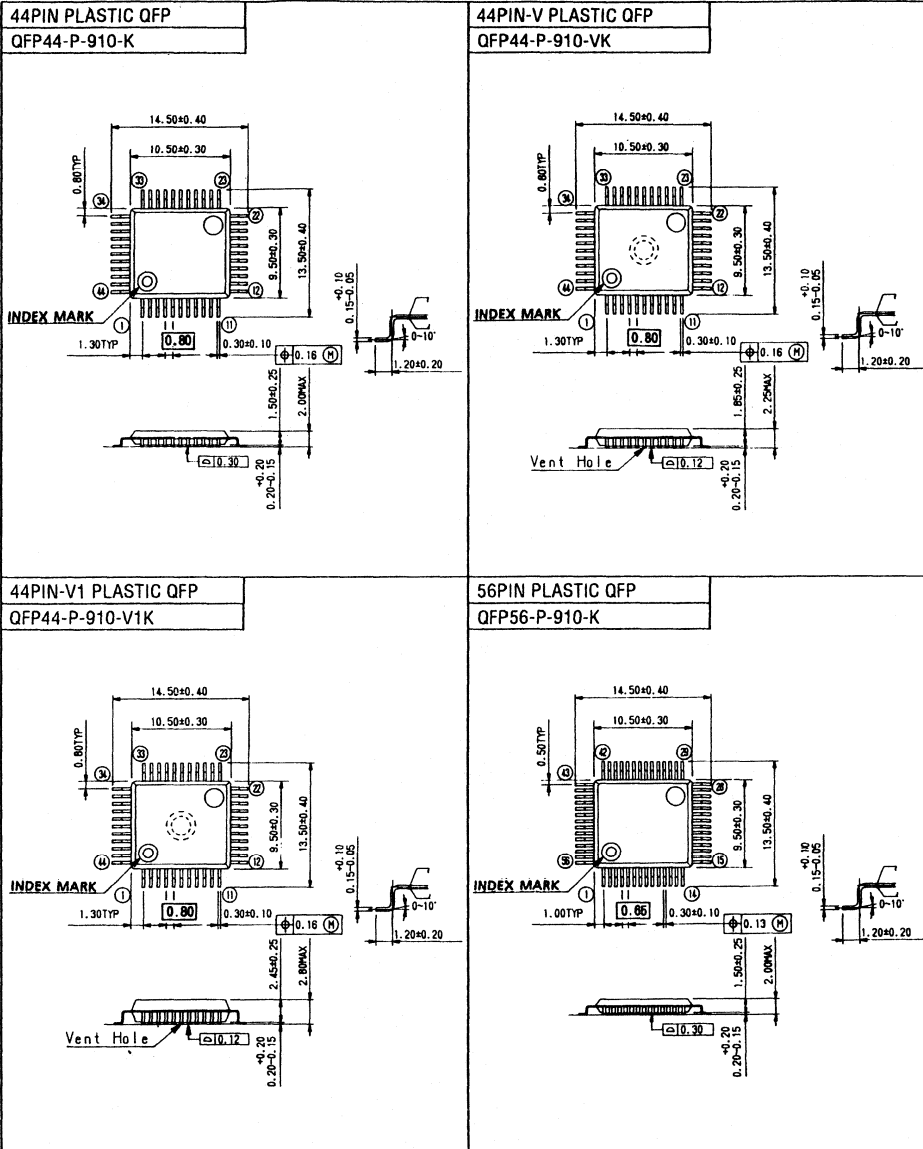 44PIN PLASTIC QFP
QFP44-P-910-K
14.50±0.40
10.50±0.30
0.80TYP
33
23
34
22
9.50±0.30
13.50±0.40
44
12
INDEX MARK
1
11
1.30TYP
0.80
0.30±0.10
0.16 M
+0.10
0.15-0.05
0~10°
1.20±0.20
1.50±0.25
2.00MAX
0.30
+0.20
0.20-0.15
44PIN-V PLASTIC QFP
QFP44-P-910-VK
14.50±0.40
10.50±0.30
0.80TYP
33
23
34
22
9.50±0.30
13.50±0.40
44
12
INDEX MARK
1
11
1.30TYP
0.80
0.30±0.10
0.16 M
+0.10
0.15-0.05
0~10°
1.20±0.20
1.85±0.25
2.25MAX
Vent Hole
0.12
+0.20
0.20-0.15
44PIN-V1 PLASTIC QFP
QFP44-P-910-V1K
14.50±0.40
10.50±0.30
0.80TYP
33
23
34
22
9.50±0.30
13.50±0.40
44
12
INDEX MARK
1
11
1.30TYP
0.80
0.30±0.10
0.16 M
+0.10
0.15-0.05
0~10°
1.20±0.20
2.45±0.25
2.80MAX
Vent Hole
0.12
+0.20
0.20-0.15
56PIN PLASTIC QFP
QFP56-P-910-K
14.50±0.40
10.50±0.30
0.50TYP
42
29
43
28
9.50±0.30
13.50±0.40
56
15
INDEX MARK
1
14
1.00TYP
0.65
0.30±0.10
0.13 M
+0.10
0.15-0.05
0~10°
1.20±0.20
1.50±0.25
2.00MAX
0.30
+0.20
0.20-0.15